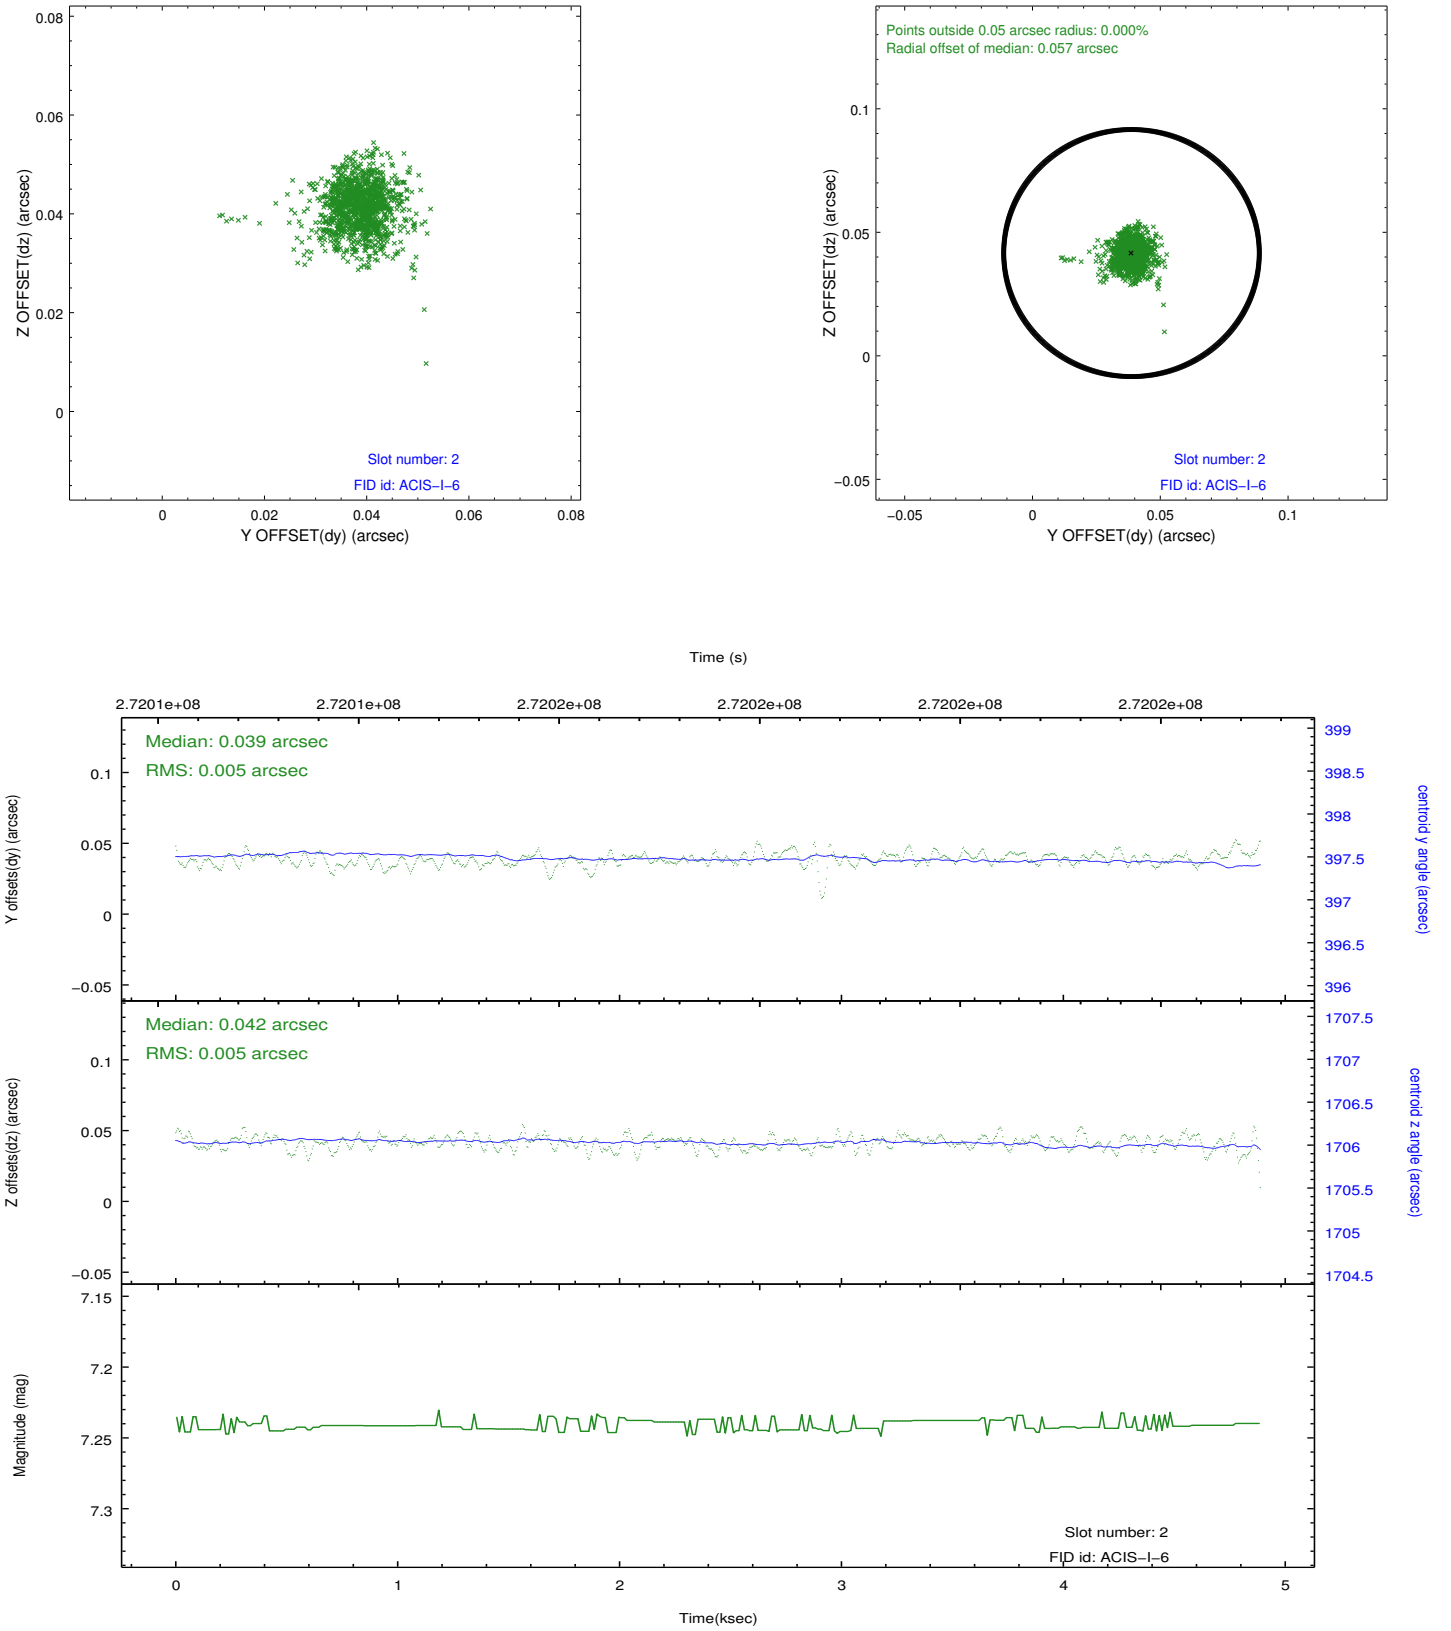 0.08
0.06
0.04
0.02
0
Z OFFSET(dz) (arcsec)
Slot number: 2
FID id: ACIS−I−6
0 0.02 0.04 0.06 0.08
Y OFFSET(dy) (arcsec)
Points outside 0.05 arcsec radius: 0.000%
Radial offset of median: 0.057 arcsec
0.1
0.05
0
−0.05
Z OFFSET(dz) (arcsec)
Slot number: 2
FID id: ACIS−I−6
−0.05 0 0.05 0.1
Y OFFSET(dy) (arcsec)
Time (s)
2.7201e+08 2.7201e+08 2.7202e+08 2.7202e+08 2.7202e+08 2.7202e+08
Median: 0.039 arcsec
RMS: 0.005 arcsec
0.1
0.05
0
−0.05
Y offsets(dy) (arcsec)
399
398.5
398
397.5
397
396.5
396
centroid y angle (arcsec)
Median: 0.042 arcsec
RMS: 0.005 arcsec
0.1
0.05
0
−0.05
Z offsets(dz) (arcsec)
1707.5
1707
1706.5
1706
1705.5
1705
1704.5
centroid z angle (arcsec)
7.15
7.2
7.25
7.3
Magnitude (mag)
Slot number: 2
FID id: ACIS−I−6
0 1 2 3 4 5
Time(ksec)